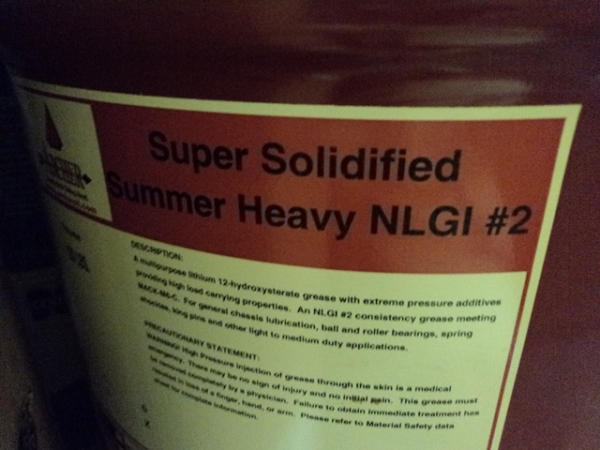 Super Solidified
Summer Heavy NLGI #2
DESCRIPTION:
A multipurpose lithium 12-hydroxysterate grease with extreme pressure additives
providing high load carrying properties. An NLGI #2 consistency grease meeting
MACK-MG-C. For general chassis lubrication, ball and roller bearings, spring
shackles, king pins and other light to medium duty applications.
PRECAUTIONARY STATEMENT:
WARNING! High Pressure injection of grease through the skin is a medical
emergency. There may be no sign of injury and no initial pain. This grease must
be removed completely by a physician. Failure to obtain immediate treatment has
resulted in loss of a finger, hand, or arm. Please refer to Material Safety data
sheet for complete information.
X